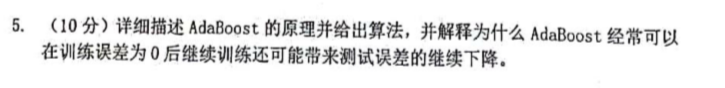 5. （10 分）详细描述 AdaBoost 的原理并给出算法，并解释为什么 AdaBoost 经常可以
在训练误差为 0 后继续训练还可能带来测试误差的继续下降。